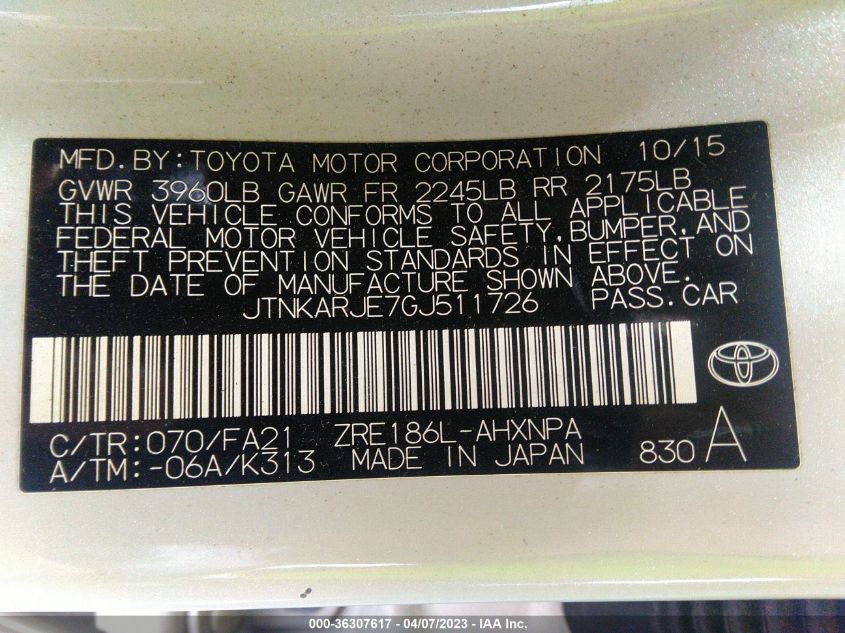 MFD. BY: TOYOTA MOTOR CORPORATION 10/15
GVWR 3960LB GAWR FR 2245LB RR 2175LB
THIS VEHICLE CONFORMS TO ALL APPLICABLE
FEDERAL MOTOR VEHICLE SAFETY, BUMPER, AND
THEFT PREVENTION STANDARDS IN EFFECT ON
THE DATE OF MANUFACTURE SHOWN ABOVE.
JTNKARJE7GJ511726 PASS. CAR
C/TR: 070/FA21 ZRE186L-AHXNPA
A/TM: -06A/K313 MADE IN JAPAN 830 A
000-36307617 - 04/07/2023 - IAA Inc.